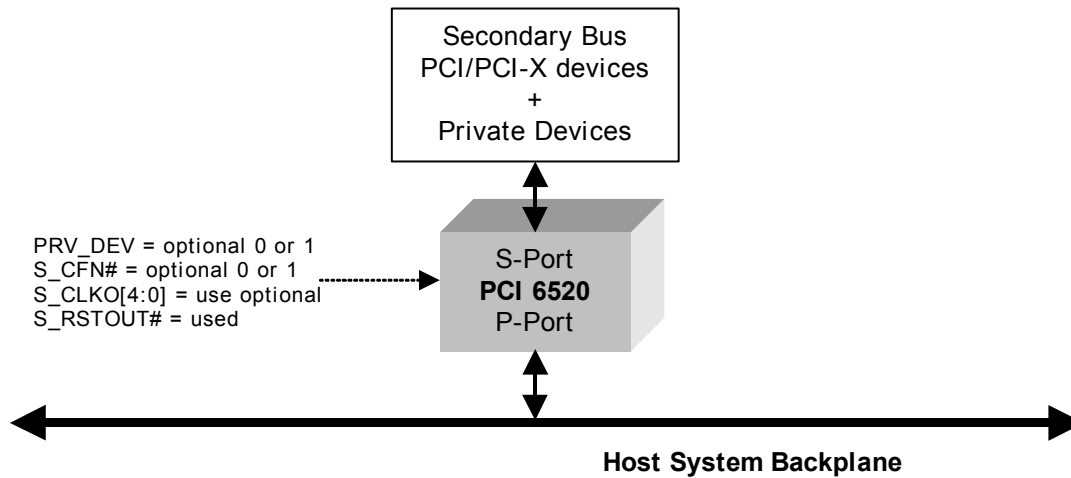 Secondary Bus
PCI/PCI-X devices
+
Private Devices
PRV_DEV = optional 0 or 1
S_CFN# = optional 0 or 1
S_CLKO[4:0] = use optional
S_RSTOUT# = used
S-Port
PCI 6520
P-Port
Host System Backplane